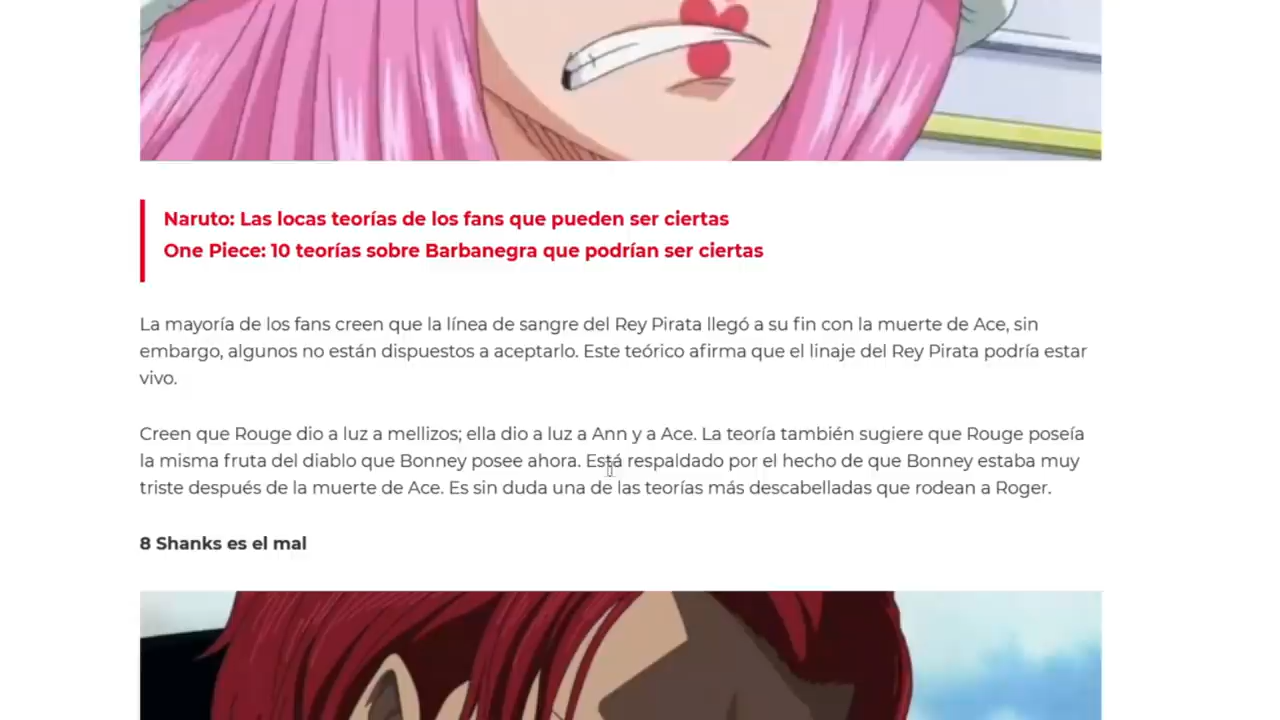 Naruto: Las locas teorías de los fans que pueden ser ciertas
One Piece: 10 teorías sobre Barbanegra que podrían ser ciertas
La mayoría de los fans creen que la línea de sangre del Rey Pirata llegó a su fin con la muerte de Ace, sin
embargo, algunos no están dispuestos a aceptarlo. Este teórico afirma que el linaje del Rey Pirata podría estar
vivo.
Creen que Rouge dio a luz a mellizos; ella dio a luz a Ann y a Ace. La teoría también sugiere que Rouge poseía
la misma fruta del diablo que Bonney posee ahora. Está respaldado por el hecho de que Bonney estaba muy
triste después de la muerte de Ace. Es sin duda una de las teorías más descabelladas que rodean a Roger.
8 Shanks es el mal